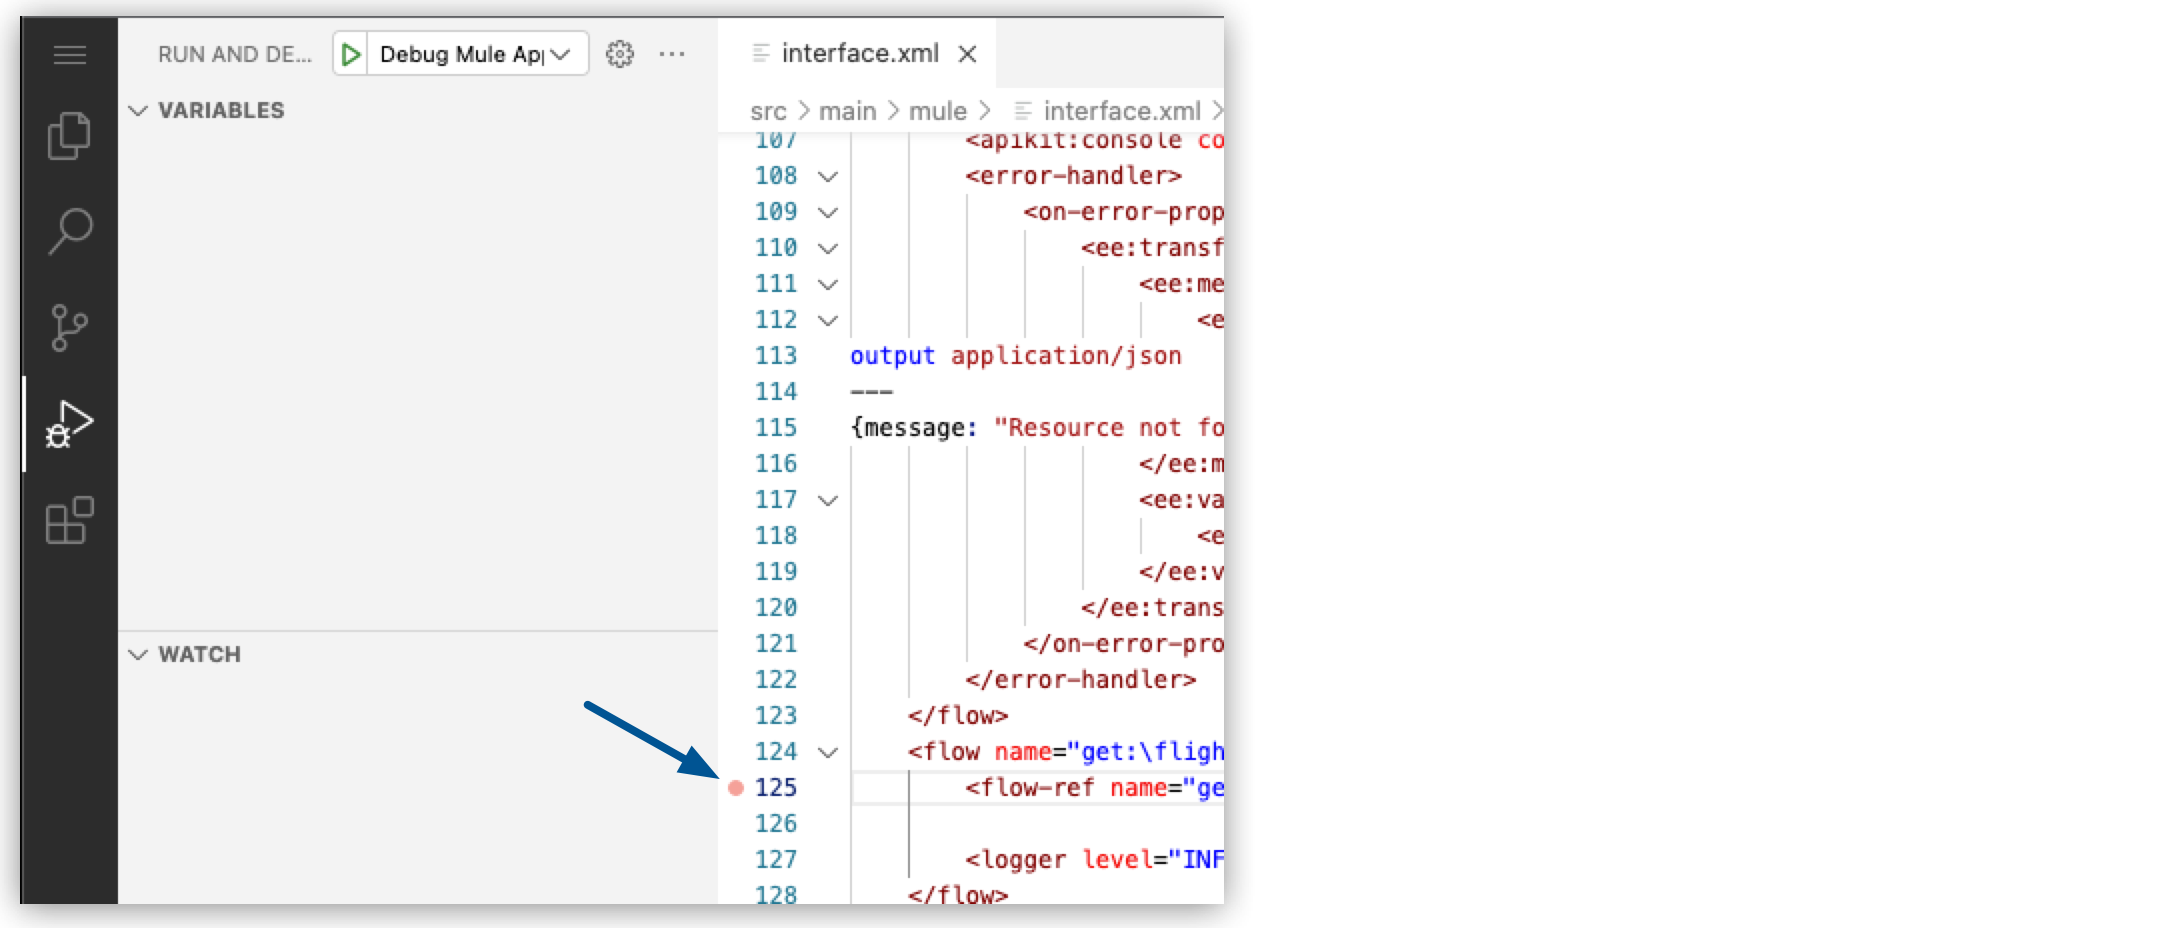 RUN AND DE...
Debug Mule Ap
VARIABLES
WATCH
interface.xml
src > main > mule > interface.xml >
107 <apikit:console co
108 <error-handler>
109 <on-error-prop
110 <ee:transf
111 <ee:me
112 <e
113 output application/json
114 ---
115 {message: "Resource not fo
116 </ee:m
117 <ee:va
118 <e
119 </ee:v
120 </ee:trans
121 </on-error-pro
122 </error-handler>
123 </flow>
124 <flow name="get:\fligh
125 <flow-ref name="ge
126
127 <logger level="INF
128 </flow>